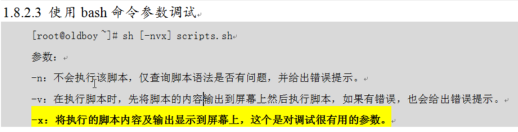 1.8.2.3 使用 bash 命令参数调试
[root@oldboy ~]# sh [-nvx] scripts.sh
参数：
-n：不会执行该脚本，仅查询脚本语法是否有问题，并给出错误提示。
-v：在执行脚本时，先将脚本的内容输出到屏幕上然后执行脚本，如果有错误，也会给出错误提示。
-x：将执行的脚本内容及输出显示到屏幕上，这个是对调试很有用的参数。